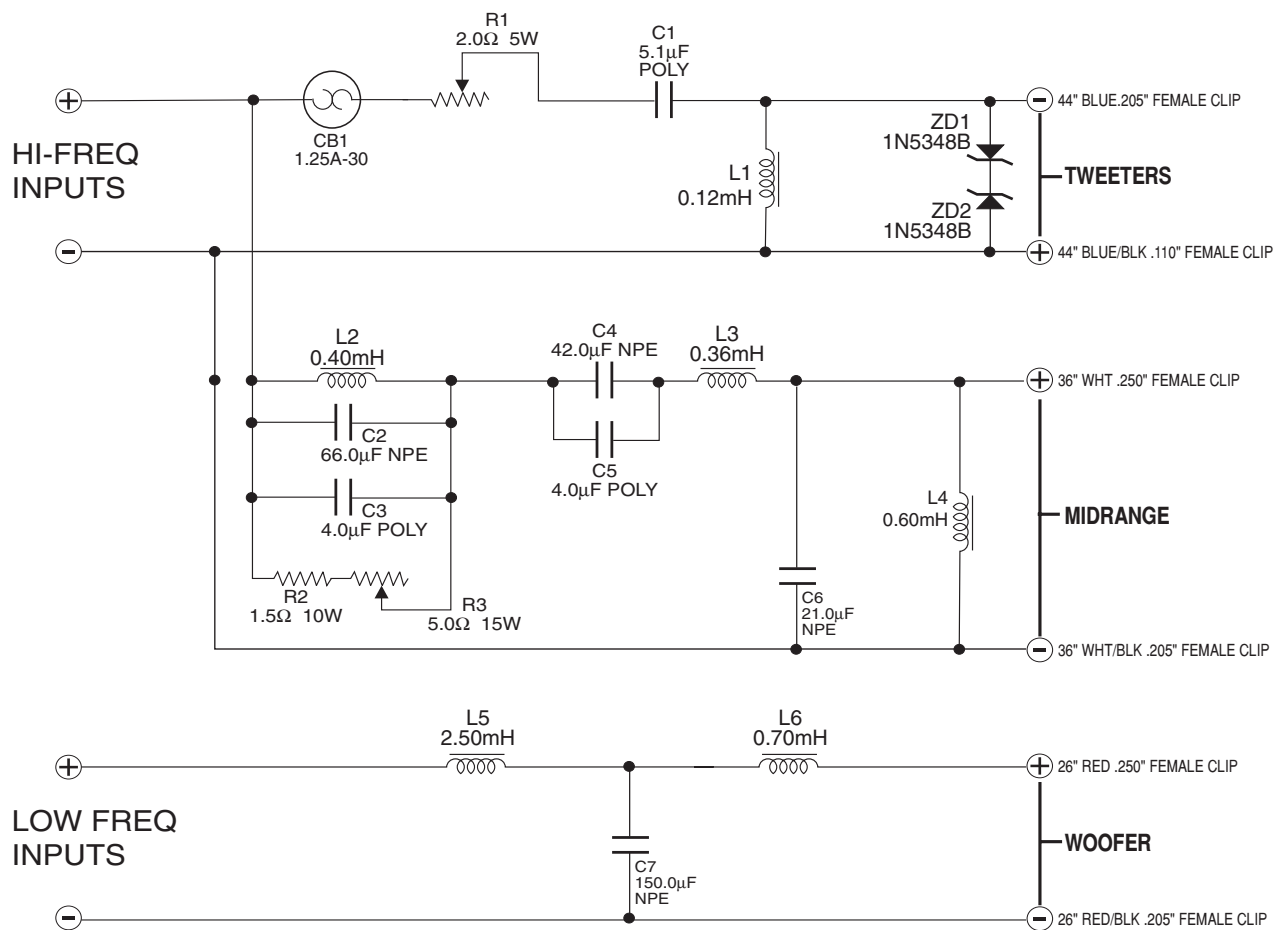 R1
2.0Ω 5W
C1
5.1µF
POLY
+
CB1
1.25A-30
-
44" BLUE.205" FEMALE CLIP
HI-FREQ
INPUTS
L1
0.12mH
ZD1
1N5348B
ZD2
1N5348B
TWEETERS
-
+
44" BLUE/BLK .110" FEMALE CLIP
L2
0.40mH
C4
42.0µF NPE
L3
0.36mH
+
36" WHT .250" FEMALE CLIP
C2
66.0µF NPE
C5
4.0µF POLY
C3
4.0µF POLY
L4
0.60mH
MIDRANGE
R2
1.5Ω 10W
R3
5.0Ω 15W
C6
21.0µF
NPE
-
36" WHT/BLK .205" FEMALE CLIP
L5
2.50mH
L6
0.70mH
+
+
26" RED .250" FEMALE CLIP
LOW FREQ
INPUTS
C7
150.0µF
NPE
WOOFER
-
-
26" RED/BLK .205" FEMALE CLIP